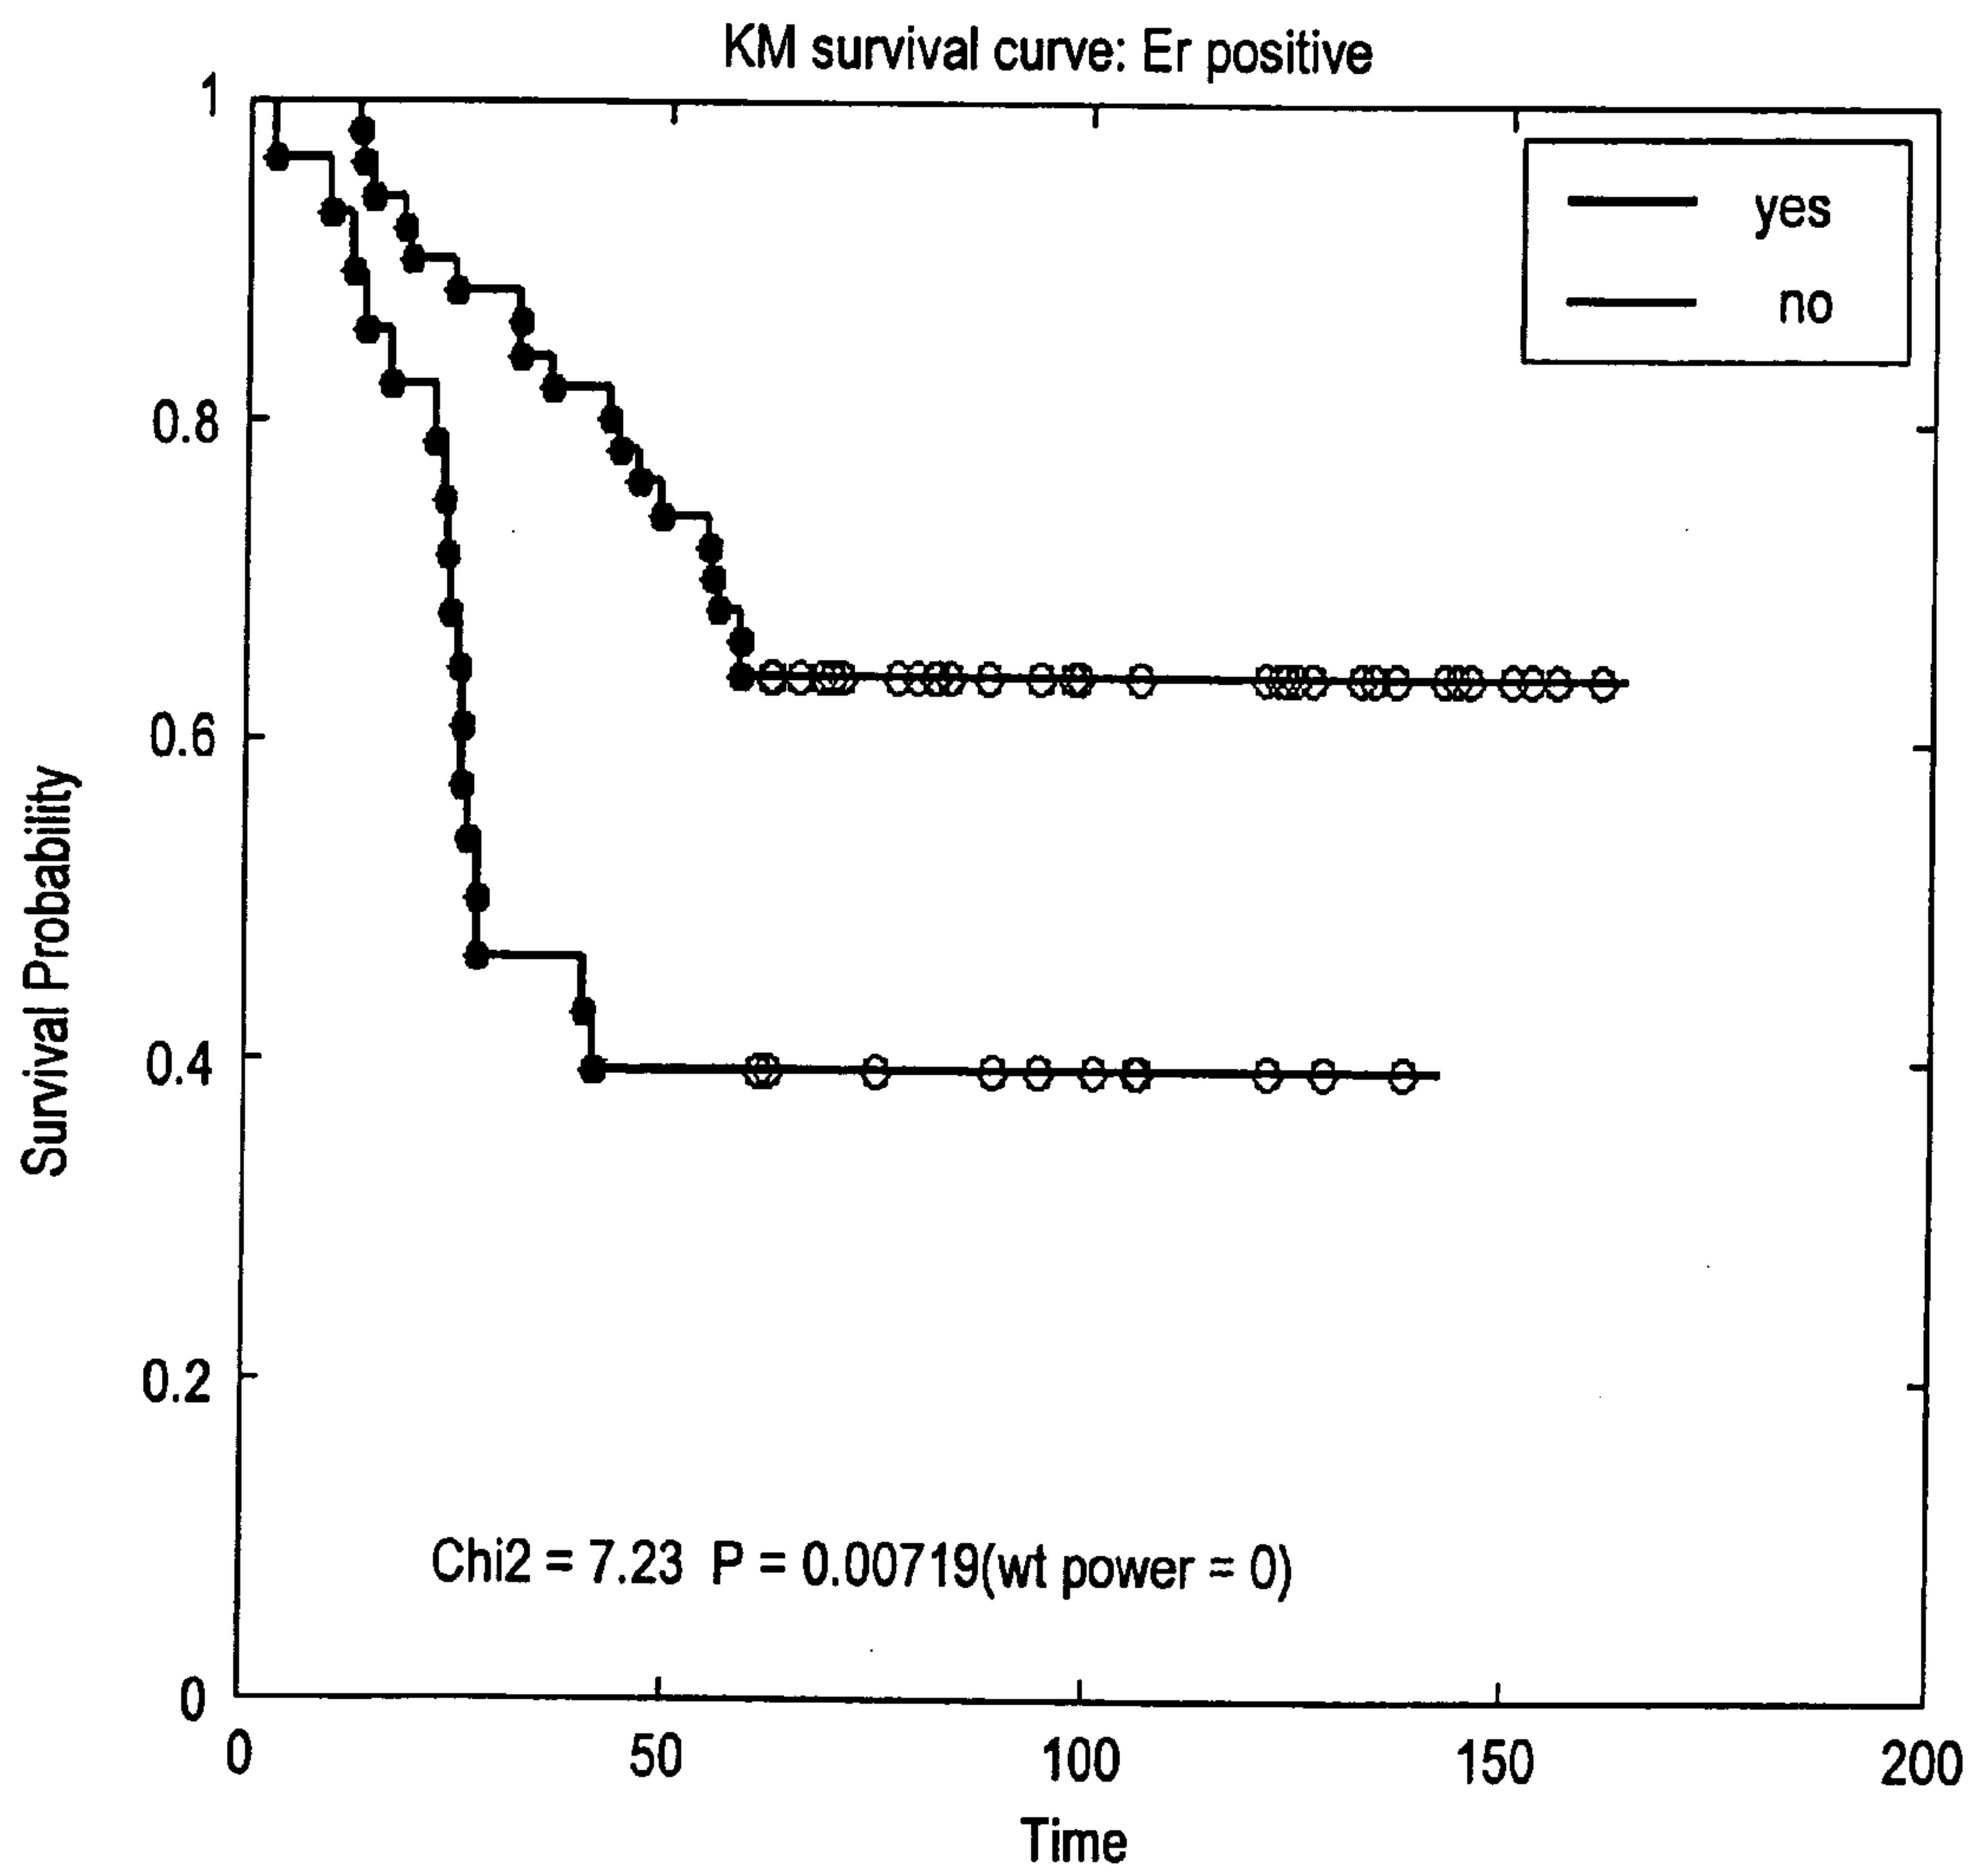 KM survival curve: Er positive
1
yes
no
0.8
0.6
0.4
0.2
0
Survival Probability
Chi2 = 7.23 P = 0.00719(wt power = 0)
0 50 100 150 200
Time